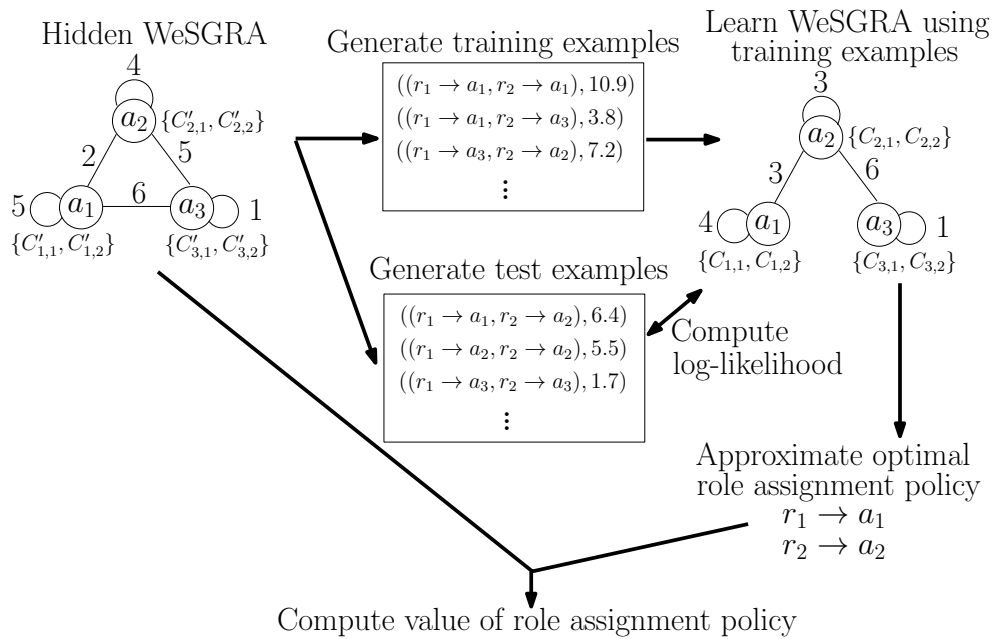 Hidden WeSGRA
4
a₂ {C′₂,₁, C′₂,₂}
2
5
5
a₁
6
a₃
1
{C′₁,₁, C′₁,₂}
{C′₃,₁, C′₃,₂}
Generate training examples
((r₁ → a₁, r₂ → a₁), 10.9)
((r₁ → a₁, r₂ → a₃), 3.8)
((r₁ → a₃, r₂ → a₂), 7.2)
⋮
Learn WeSGRA using
training examples
3
a₂ {C₂,₁, C₂,₂}
3
6
4
a₁
a₃
1
{C₁,₁, C₁,₂}
{C₃,₁, C₃,₂}
Generate test examples
((r₁ → a₁, r₂ → a₂), 6.4)
((r₁ → a₂, r₂ → a₂), 5.5)
((r₁ → a₃, r₂ → a₃), 1.7)
⋮
Compute
log-likelihood
Approximate optimal
role assignment policy
r₁ → a₁
r₂ → a₂
Compute value of role assignment policy